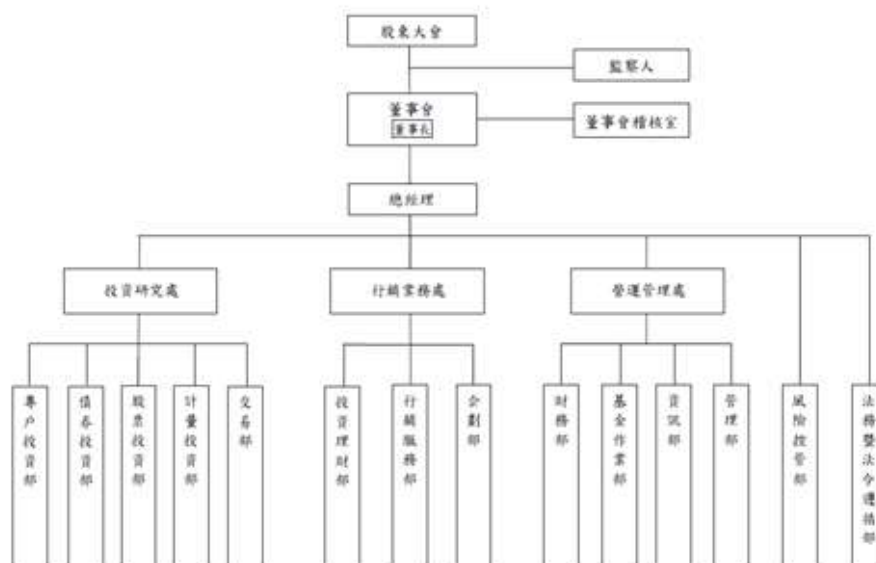 股東大會
監察人
董事會
董事長
董事會稽核室
總經理
投資研究處
行銷業務處
營運管理處
專戶投資部
債券投資部
股票投資部
計量投資部
交易部
投資理財部
行銷服務部
企劃部
財務部
基金作業部
資訊部
管理部
風險控管部
法務暨法令遵循部